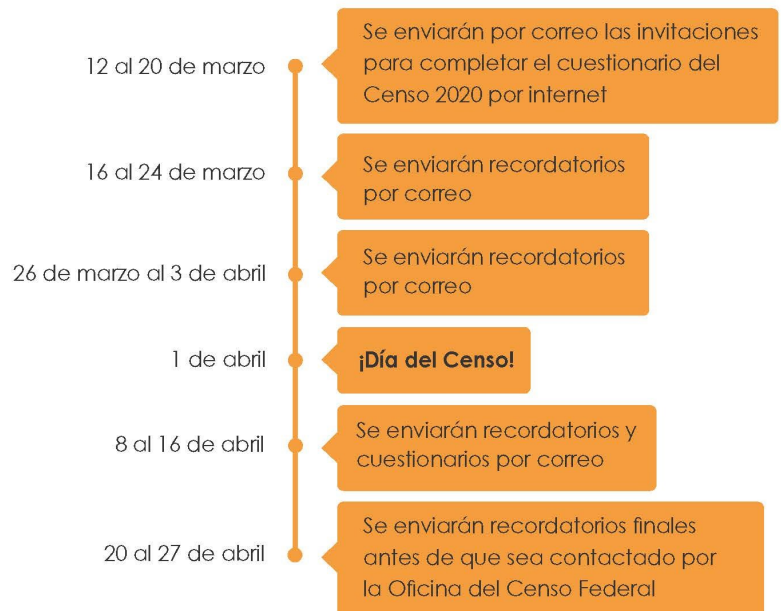 12 al 20 de marzo
Se enviarán por correo las invitaciones
para completar el cuestionario del
Censo 2020 por internet
16 al 24 de marzo
Se enviarán recordatorios
por correo
26 de marzo al 3 de abril
Se enviarán recordatorios
por correo
1 de abril
¡Día del Censo!
8 al 16 de abril
Se enviarán recordatorios y
cuestionarios por correo
20 al 27 de abril
Se enviarán recordatorios finales
antes de que sea contactado por
la Oficina del Censo Federal